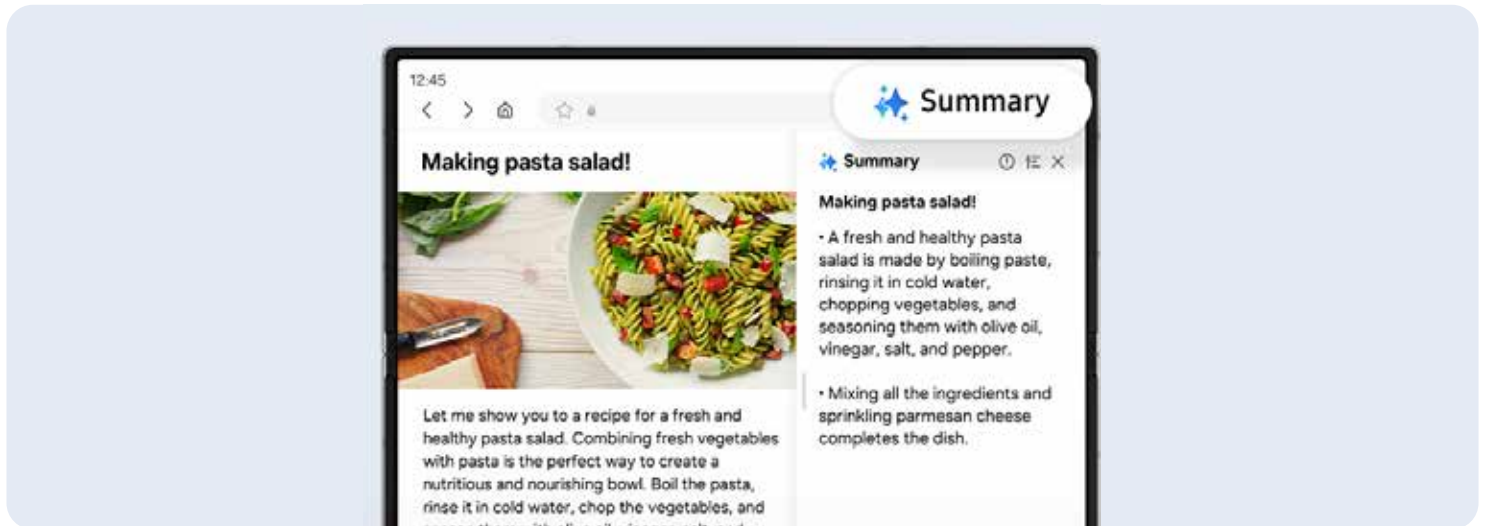 12:45
Summary
Making pasta salad!
Let me show you to a recipe for a fresh and
healthy pasta salad. Combining fresh vegetables
with pasta is the perfect way to create a
nutritious and nourishing bowl. Boil the pasta,
rinse it in cold water, chop the vegetables, and
Summary
Making pasta salad!
• A fresh and healthy pasta
salad is made by boiling paste,
rinsing it in cold water,
chopping vegetables, and
seasoning them with olive oil,
vinegar, salt, and pepper.
• Mixing all the ingredients and
sprinkling parmesan cheese
completes the dish.